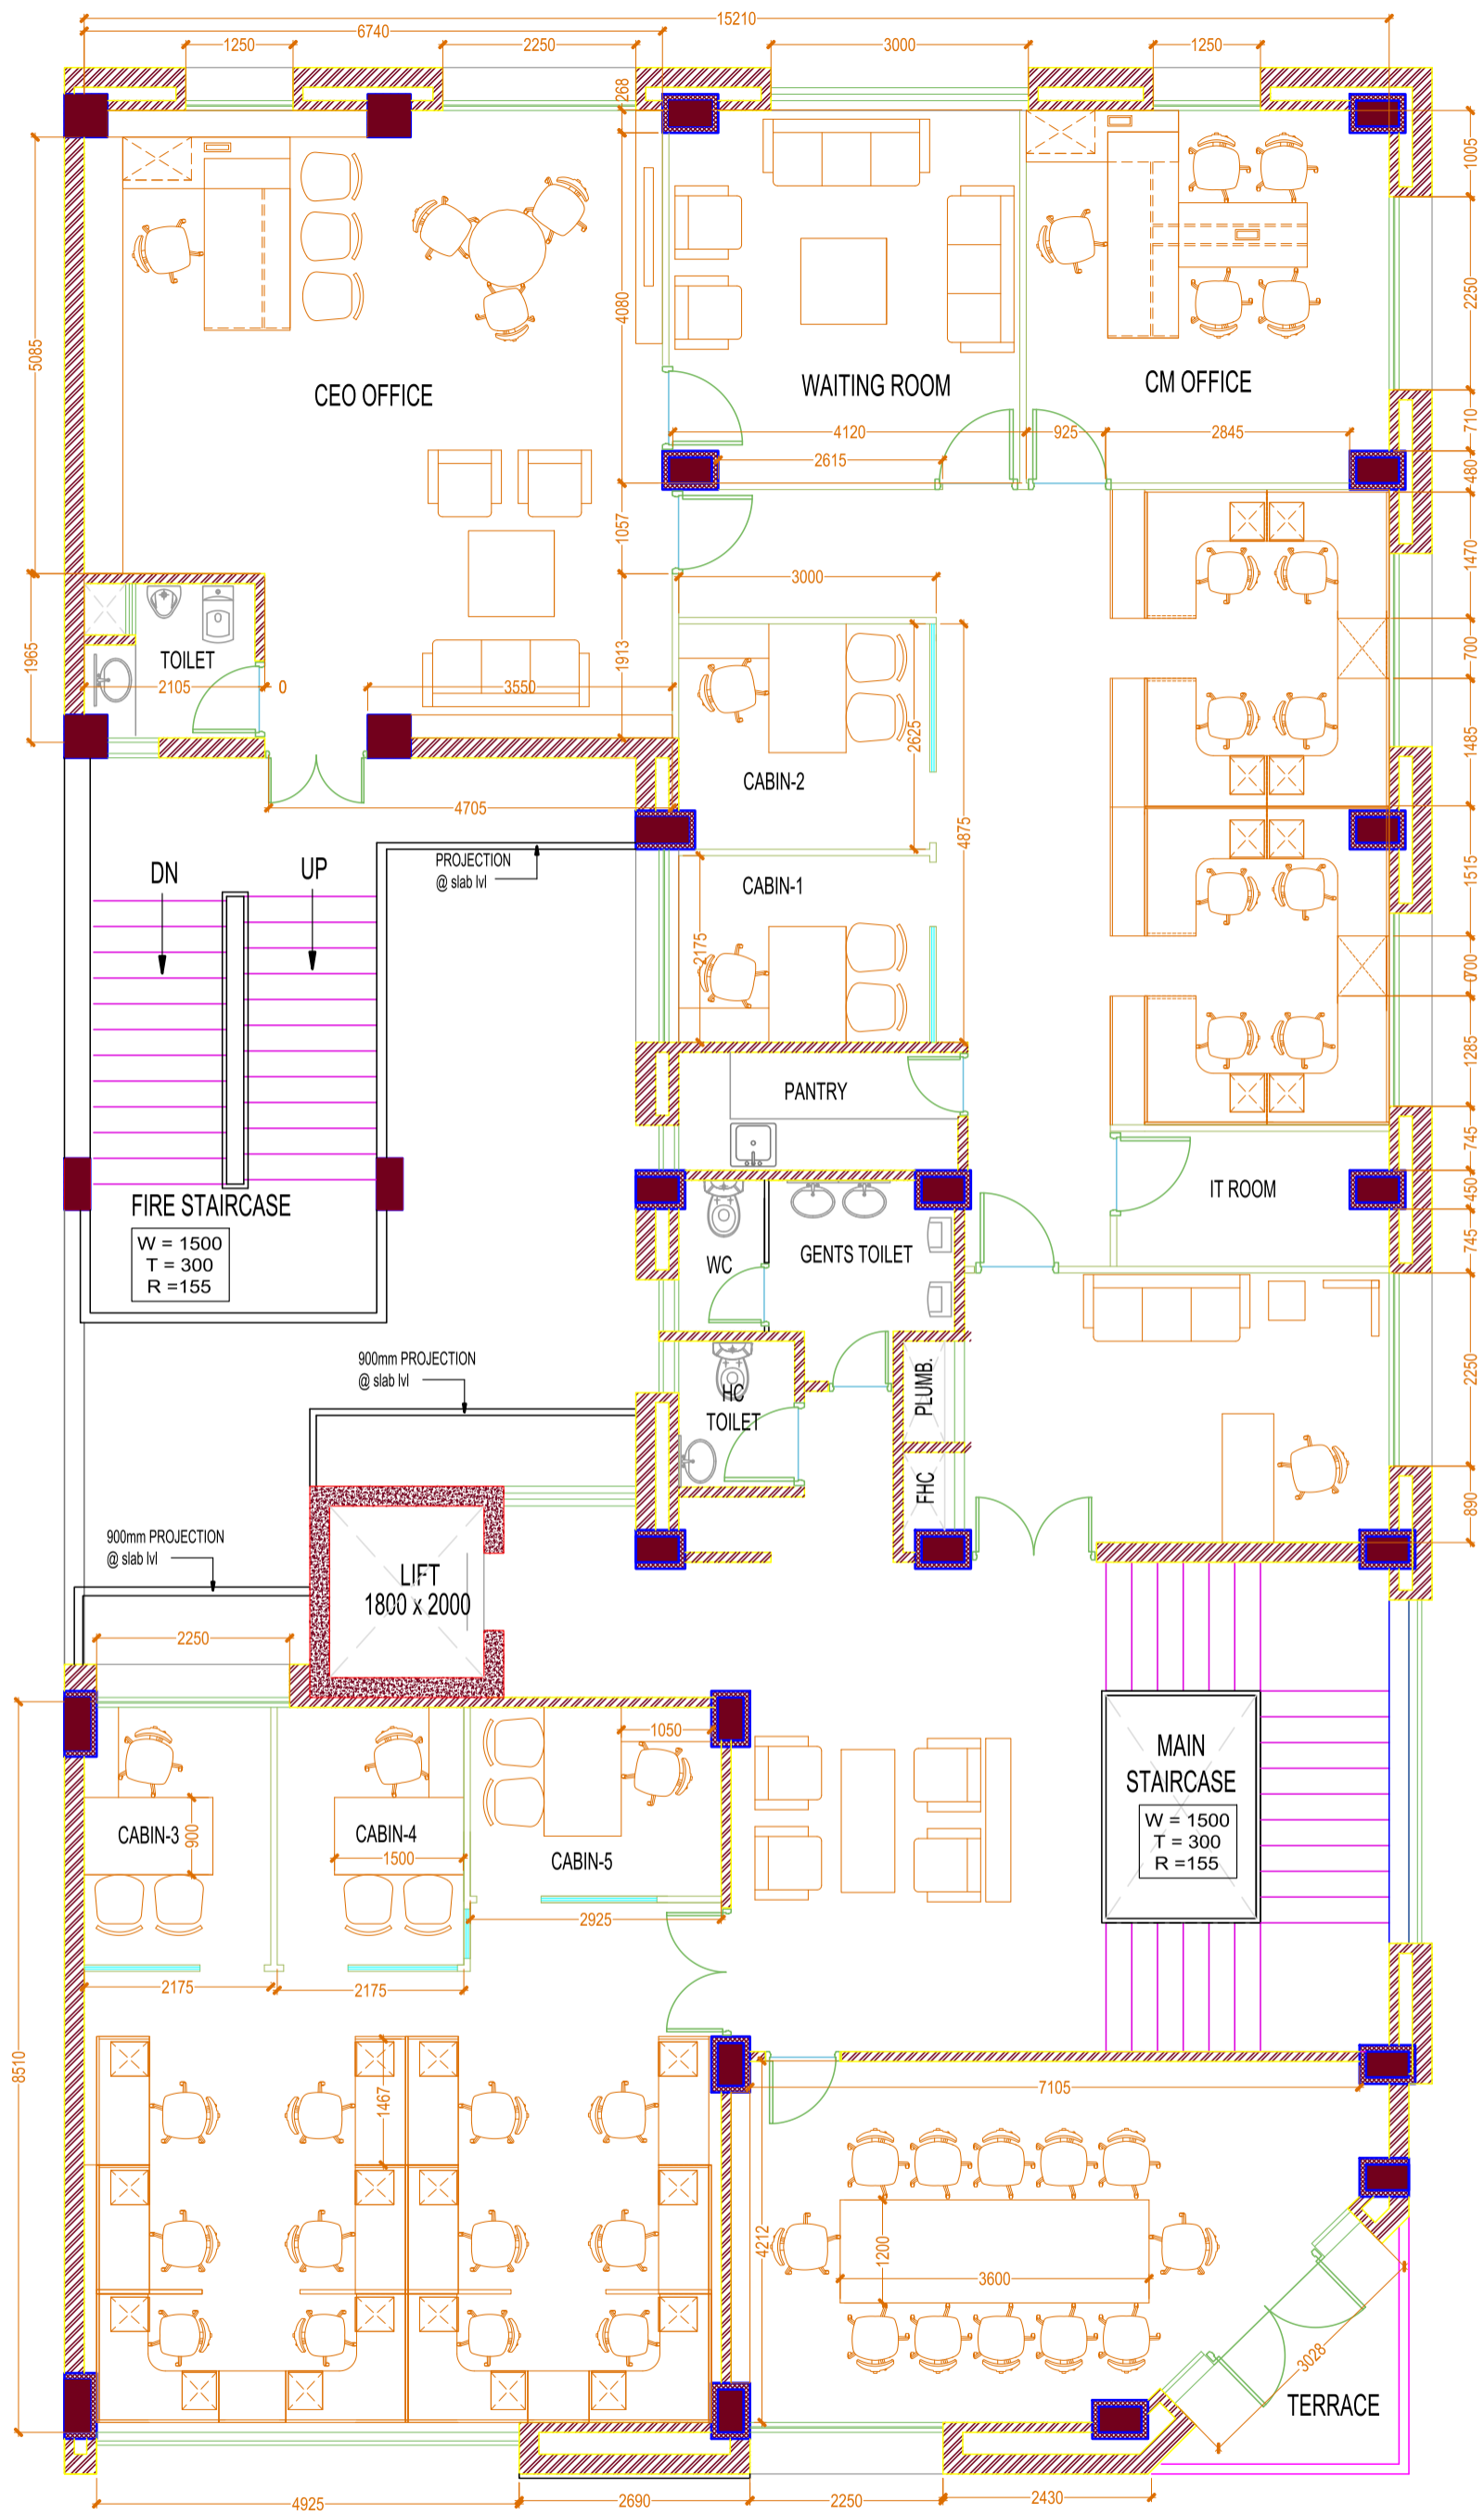 15210
6740
1250
2250
3000
1250
268
1005
5085
4080
2250
CEO OFFICE
WAITING ROOM
CM OFFICE
710
4120
925
2845
2615
480
1057
1470
3000
1965
TOILET
2105
0
3550
1913
700
2625
CABIN-2
1485
4705
4875
PROJECTION
@ slab lvl
DN
UP
CABIN-1
1515
2175
700
1285
PANTRY
745
IT ROOM
450
FIRE STAIRCASE
W = 1500
T = 300
R =155
WC
GENTS TOILET
745
900mm PROJECTION
@ slab lvl
HC
TOILET
PLUMB.
2250
FHC
890
900mm PROJECTION
@ slab lvl
LIFT
1800 x 2000
2250
1050
MAIN
STAIRCASE
W = 1500
T = 300
R =155
CABIN-3
900
CABIN-4
1500
CABIN-5
2925
2175
2175
8510
1467
7105
4212
1200
3600
3028
TERRACE
4925
2690
2250
2430